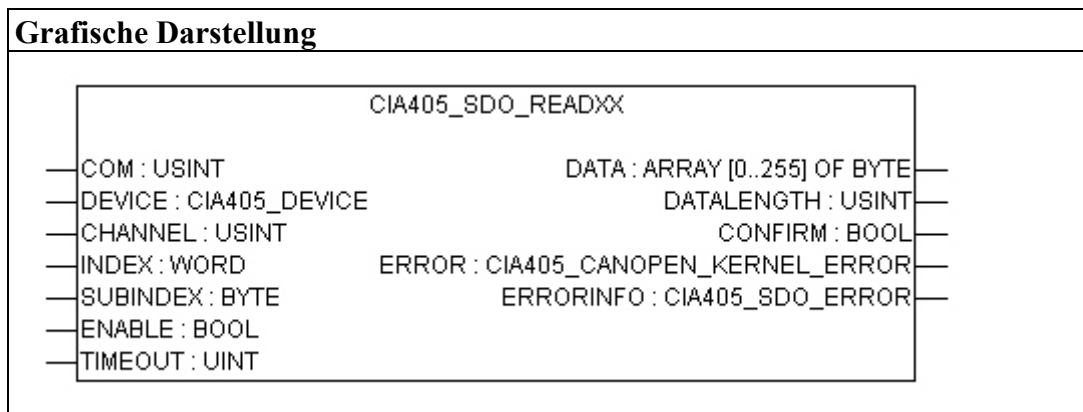 Grafische Darstellung
CIA405_SDO_READXX
COM : USINT DATA : ARRAY [0..255] OF BYTE
DEVICE : CIA405_DEVICE DATALENGTH : USINT
CHANNEL : USINT CONFIRM : BOOL
INDEX : WORD ERROR : CIA405_CANOPEN_KERNEL_ERROR
SUBINDEX : BYTE ERRORINFO : CIA405_SDO_ERROR
ENABLE : BOOL
TIMEOUT : UINT